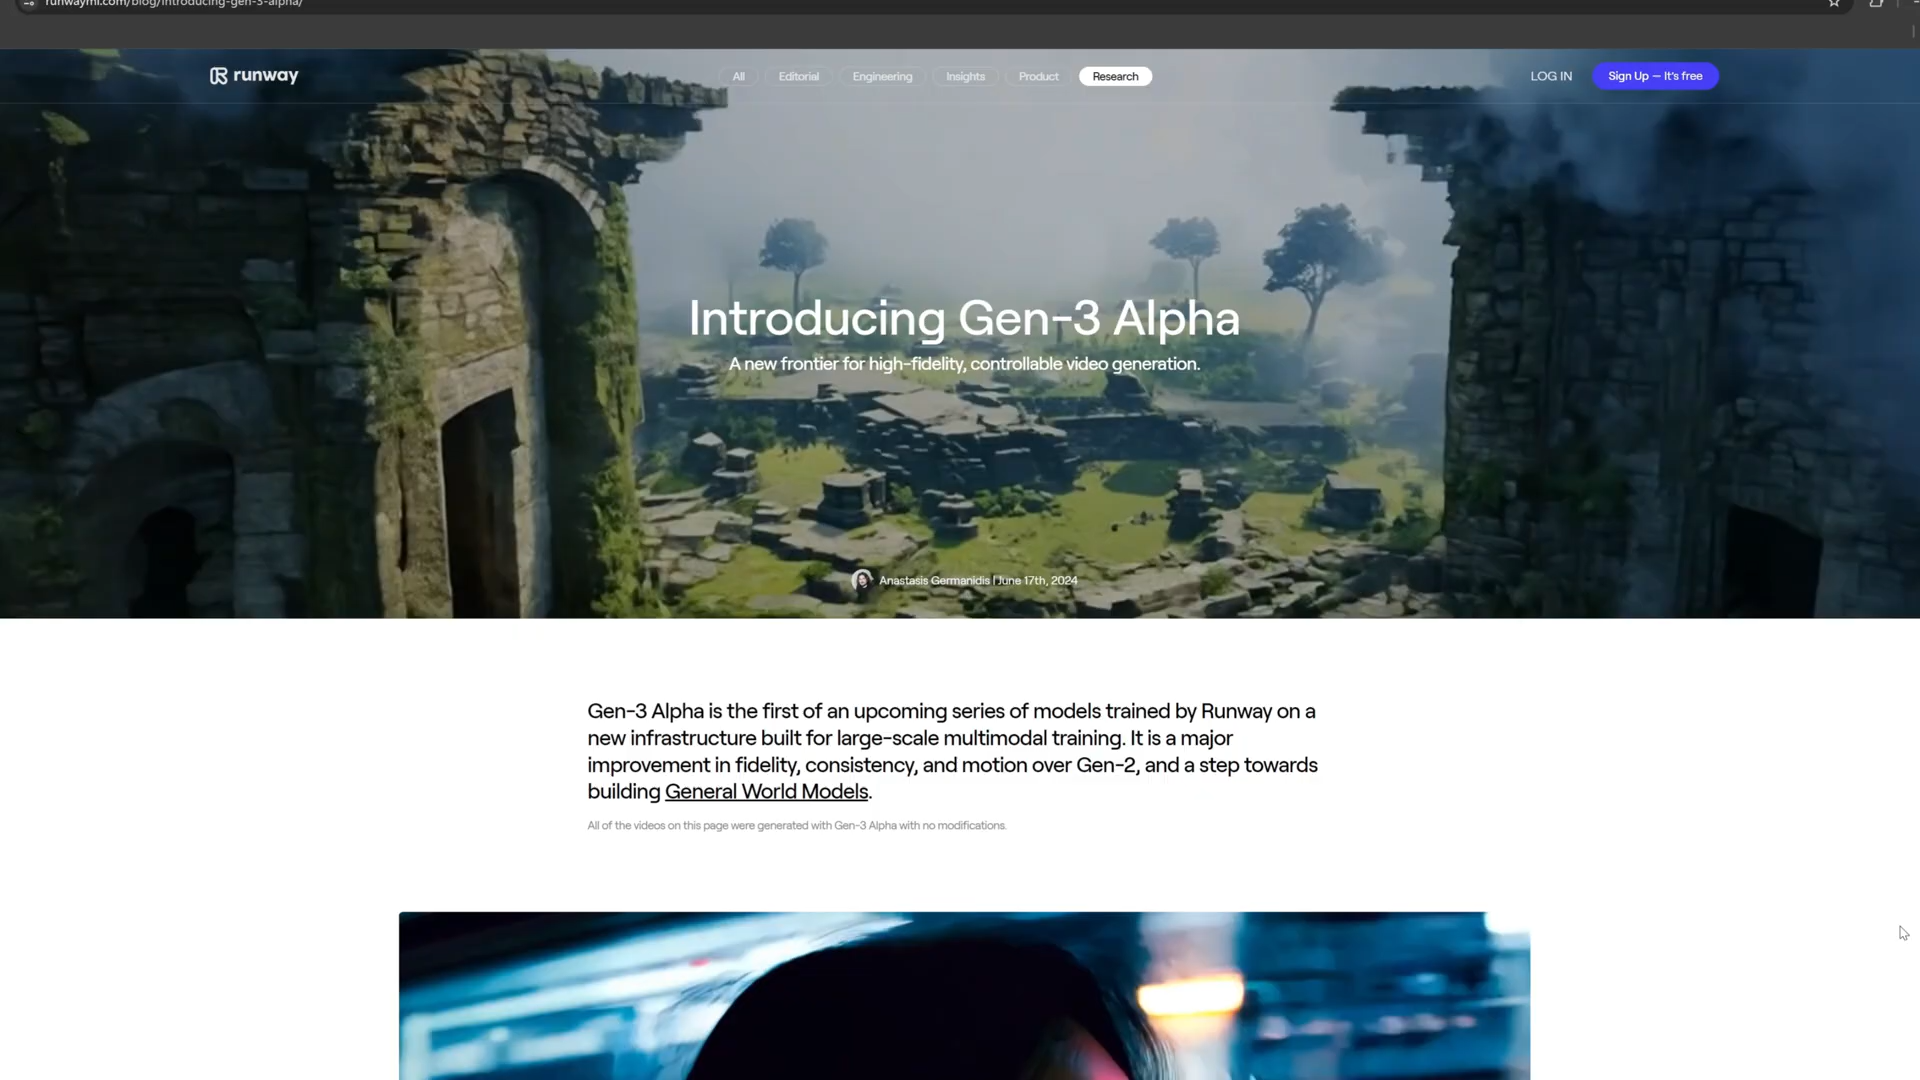 runwayml.com/blog/introducing-gen-3-alpha/
runway
All
Editorial
Engineering
Insights
Product
Research
LOG IN
Sign Up — It's free
Introducing Gen-3 Alpha
A new frontier for high-fidelity, controllable video generation.
Anastasis Germanidis | June 17th, 2024
Gen-3 Alpha is the first of an upcoming series of models trained by Runway on a
new infrastructure built for large-scale multimodal training. It is a major
improvement in fidelity, consistency, and motion over Gen-2, and a step towards
building General World Models.
All of the videos on this page were generated with Gen-3 Alpha with no modifications.